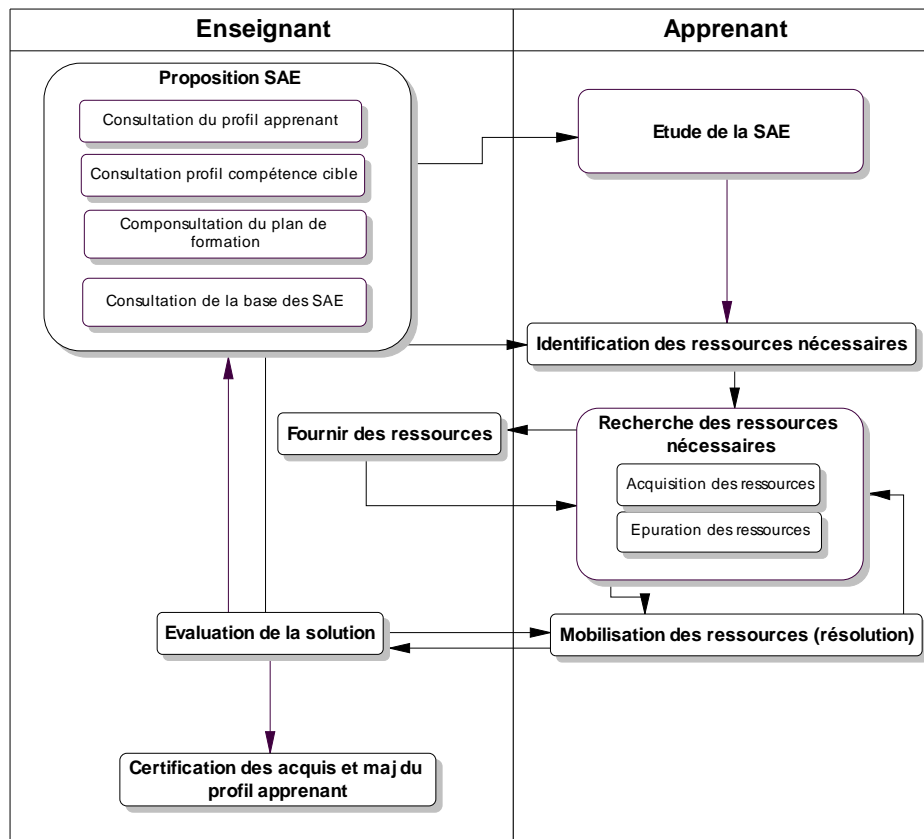 Enseignant
Apprenant
Proposition SAE
Consultation du profil apprenant
Consultation profil compétence cible
Componsultation du plan de
formation
Consultation de la base des SAE
Etude de la SAE
Identification des ressources nécessaires
Fournir des ressources
Recherche des ressources
nécessaires
Acquisition des ressources
Epuration des ressources
Evaluation de la solution
Mobilisation des ressources (résolution)
Certification des acquis et maj du
profil apprenant